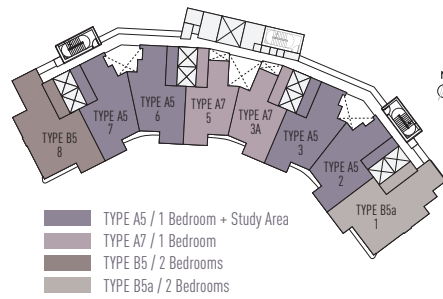 TYPE B5
8
TYPE A5
7
TYPE A5
6
TYPE A7
5
TYPE A7
3A
TYPE A5
3
TYPE A5
2
TYPE B5a
1
TYPE A5 / 1 Bedroom + Study Area
TYPE A7 / 1 Bedroom
TYPE B5 / 2 Bedrooms
TYPE B5a / 2 Bedrooms